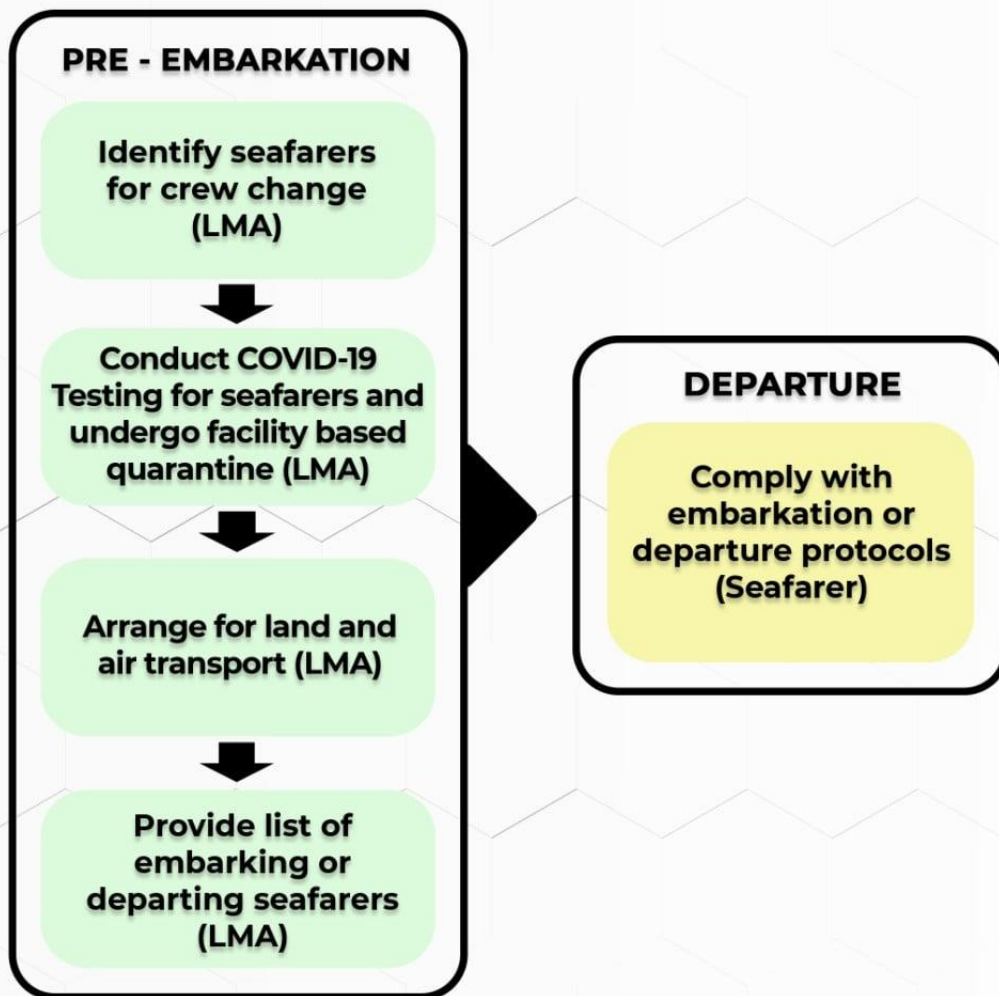 PRE - EMBARKATION
Identify seafarers
for crew change
(LMA)
Conduct COVID-19
Testing for seafarers and
undergo facility based
quarantine (LMA)
Arrange for land and
air transport (LMA)
Provide list of
embarking or
departing seafarers
(LMA)
DEPARTURE
Comply with
embarkation or
departure protocols
(Seafarer)